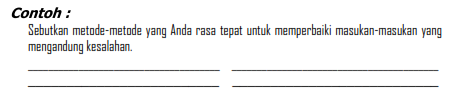 Contoh :
Sebutkan metode-metode yang Anda rasa tepat untuk memperbaiki masukan-masukan yang
mengandung kesalahan.